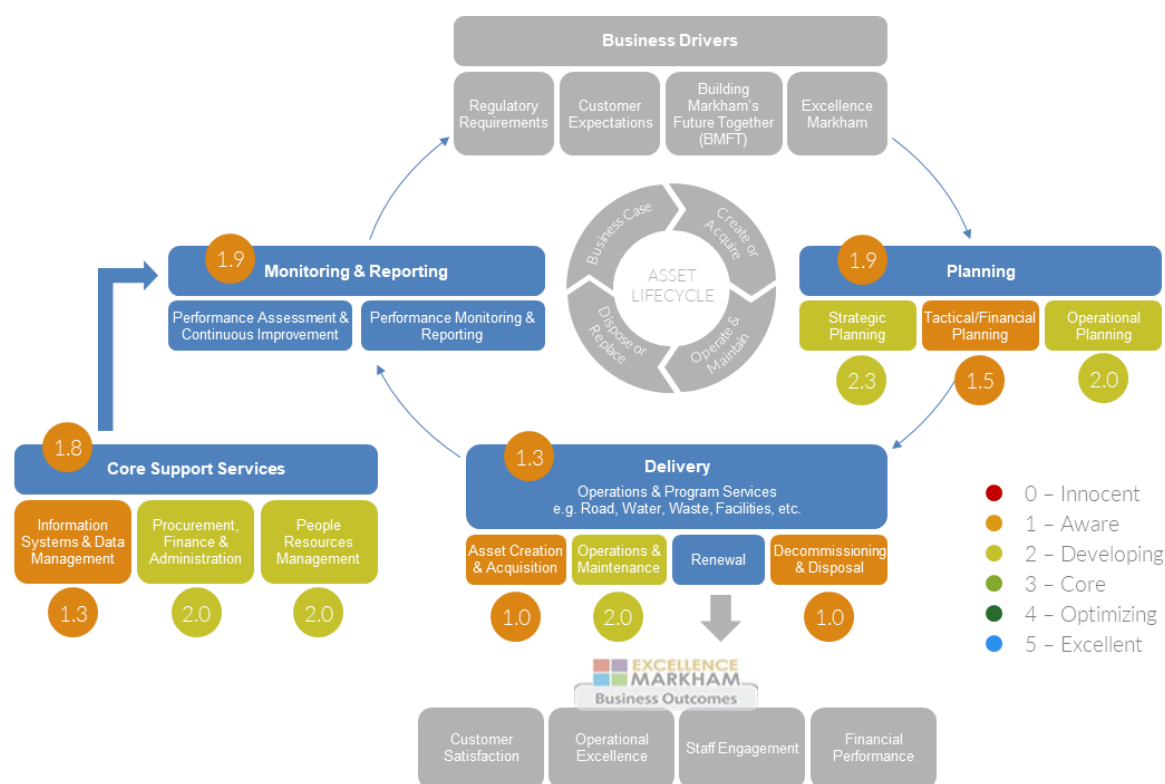 Business Drivers
Regulatory
Requirements
Customer
Expectations
Building
Markham's
Future Together
(BMFT)
Excellence
Markham
Business Case
Create or
Acquire
Operate &
Maintain
Dispose or
Replace
ASSET
LIFECYCLE
1.9
Monitoring & Reporting
Performance Assessment &
Continuous Improvement
Performance Monitoring &
Reporting
1.9
Planning
Strategic
Planning
Tactical/Financial
Planning
Operational
Planning
2.3
1.5
2.0
1.8
Core Support Services
Information
Systems & Data
Management
Procurement,
Finance &
Administration
People
Resources
Management
1.3
2.0
2.0
1.3
Delivery
Operations & Program Services
e.g. Road, Water, Waste, Facilities, etc.
Asset Creation
& Acquisition
Operations &
Maintenance
Renewal
Decommissioning
& Disposal
1.0
2.0
1.0
0 – Innocent
1 – Aware
2 – Developing
3 – Core
4 – Optimizing
5 – Excellent
EXCELLENCE
MARKHAM
Business Outcomes
Customer
Satisfaction
Operational
Excellence
Staff Engagement
Financial
Performance